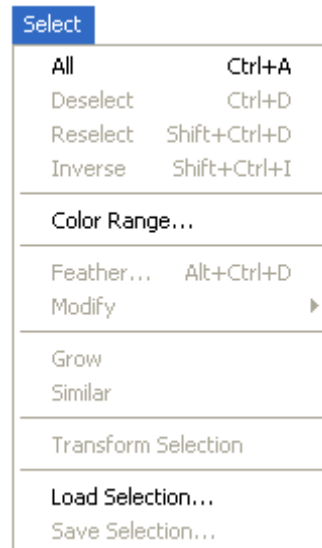 Select
All Ctrl+A
Deselect Ctrl+D
Reselect Shift+Ctrl+D
Inverse Shift+Ctrl+I
Color Range...
Feather... Alt+Ctrl+D
Modify
Grow
Similar
Transform Selection
Load Selection...
Save Selection...